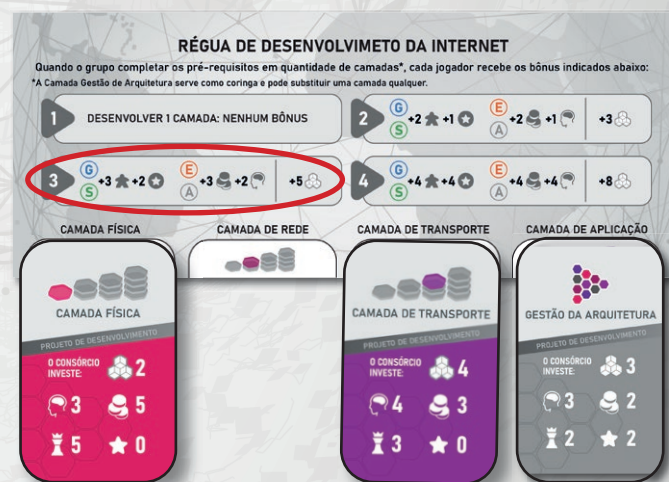 RÉGUA DE DESENVOLVIMETO DA INTERNET
Quando o grupo completar os pré-requisitos em quantidade de camadas*, cada jogador recebe os bônus indicados abaixo:
*A Camada Gestão de Arquitetura serve como coringa e pode substituir uma camada qualquer.
1 DESENVOLVER 1 CAMADA: NENHUM BÔNUS
2 G S +2 +1 E A +2 +1 +3
3 G S +3 +2 E A +3 +2 +5
4 G S +4 +4 E A +4 +4 +8
CAMADA FÍSICA CAMADA DE REDE CAMADA DE TRANSPORTE CAMADA DE APLICAÇÃO
CAMADA FÍSICA
PROJETO DE DESENVOLVIMENTO
O CONSÓRCIO
INVESTE: 2
3 5
5 0
CAMADA DE TRANSPORTE
PROJETO DE DESENVOLVIMENTO
O CONSÓRCIO
INVESTE: 4
4 3
3 0
GESTÃO DA ARQUITETURA
PROJETO DE DESENVOLVIMENTO
O CONSÓRCIO
INVESTE: 3
3 2
2 2